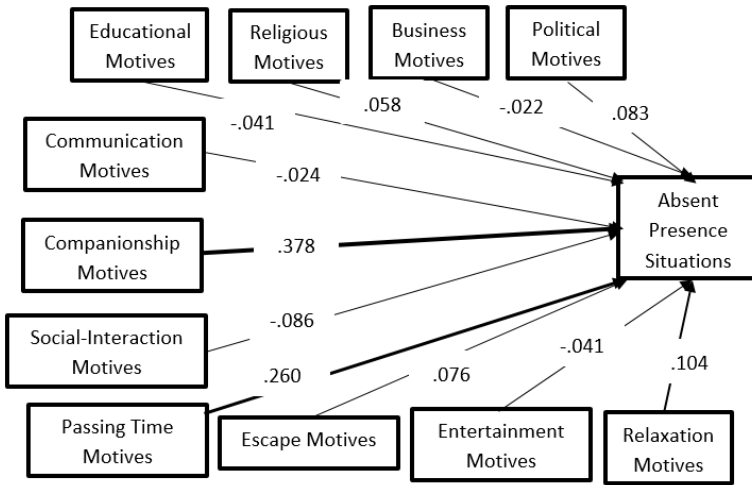 Educational
Motives
Religious
Motives
Business
Motives
Political
Motives
-.041
.058
-.022
.083
Communication
Motives
-.024
Absent
Presence
Situations
Companionship
Motives
.378
Social-Interaction
Motives
-.086
.260
.076
-.041
.104
Passing Time
Motives
Escape Motives
Entertainment
Motives
Relaxation
Motives